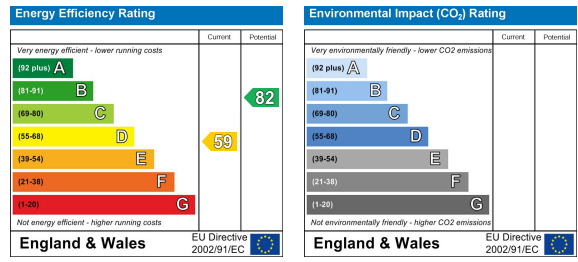 Energy Efficiency Rating
Current Potential
Very energy efficient - lower running costs
(92 plus) A
(81-91) B
82
(69-80) C
(55-68) D
59
(39-54) E
(21-38) F
(1-20) G
Not energy efficient - higher running costs
England & Wales
EU Directive
2002/91/EC
Environmental Impact (CO2) Rating
Current Potential
Very environmentally friendly - lower CO2 emissions
(92 plus) A
(81-91) B
(69-80) C
(55-68) D
(39-54) E
(21-38) F
(1-20) G
Not environmentally friendly - higher CO2 emissions
England & Wales
EU Directive
2002/91/EC